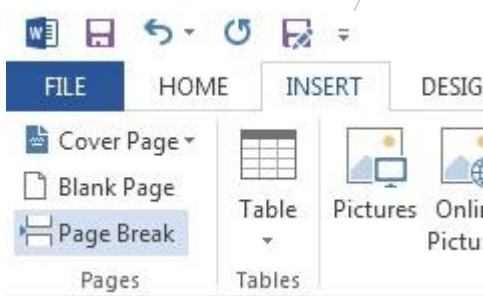 FILE HOME INSERT
Cover Page
Blank Page
Page Break
Table
Pictures
Pages
Tables